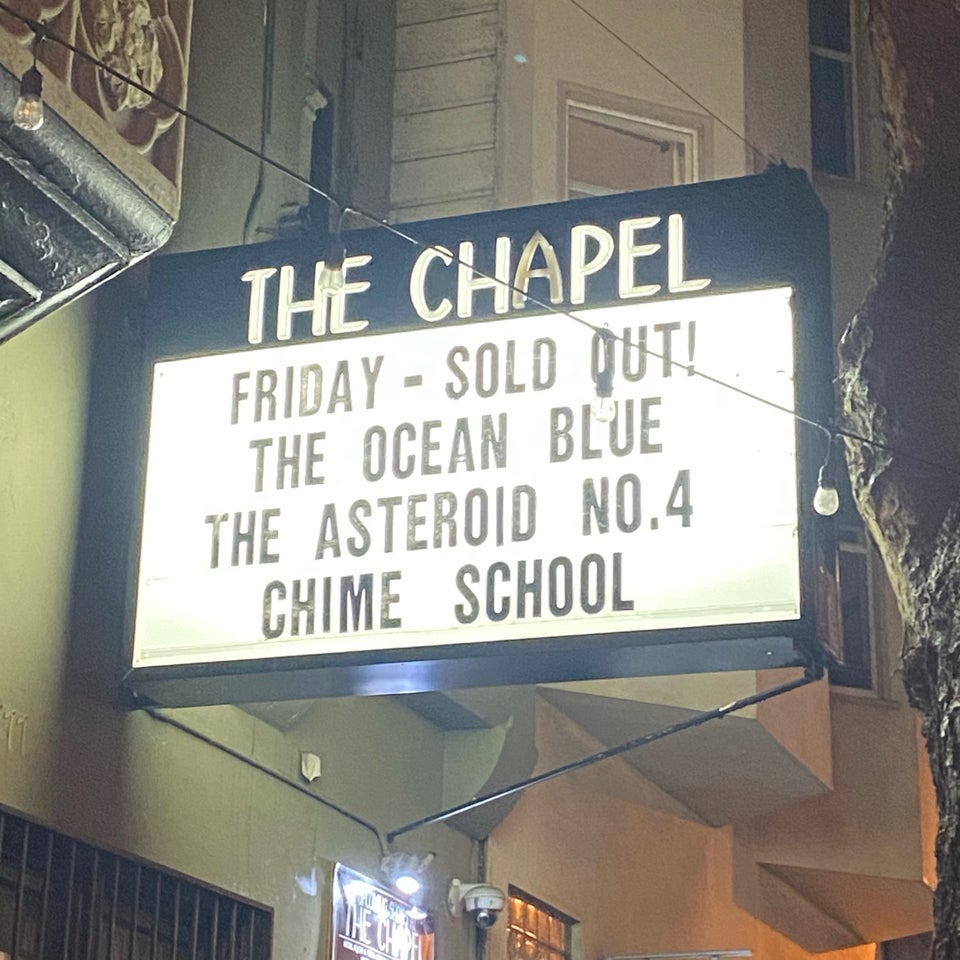 THE CHAPEL
FRIDAY - SOLD OUT!
THE OCEAN BLUE
THE ASTEROID NO.4
CHIME SCHOOL
THE CHAPEL